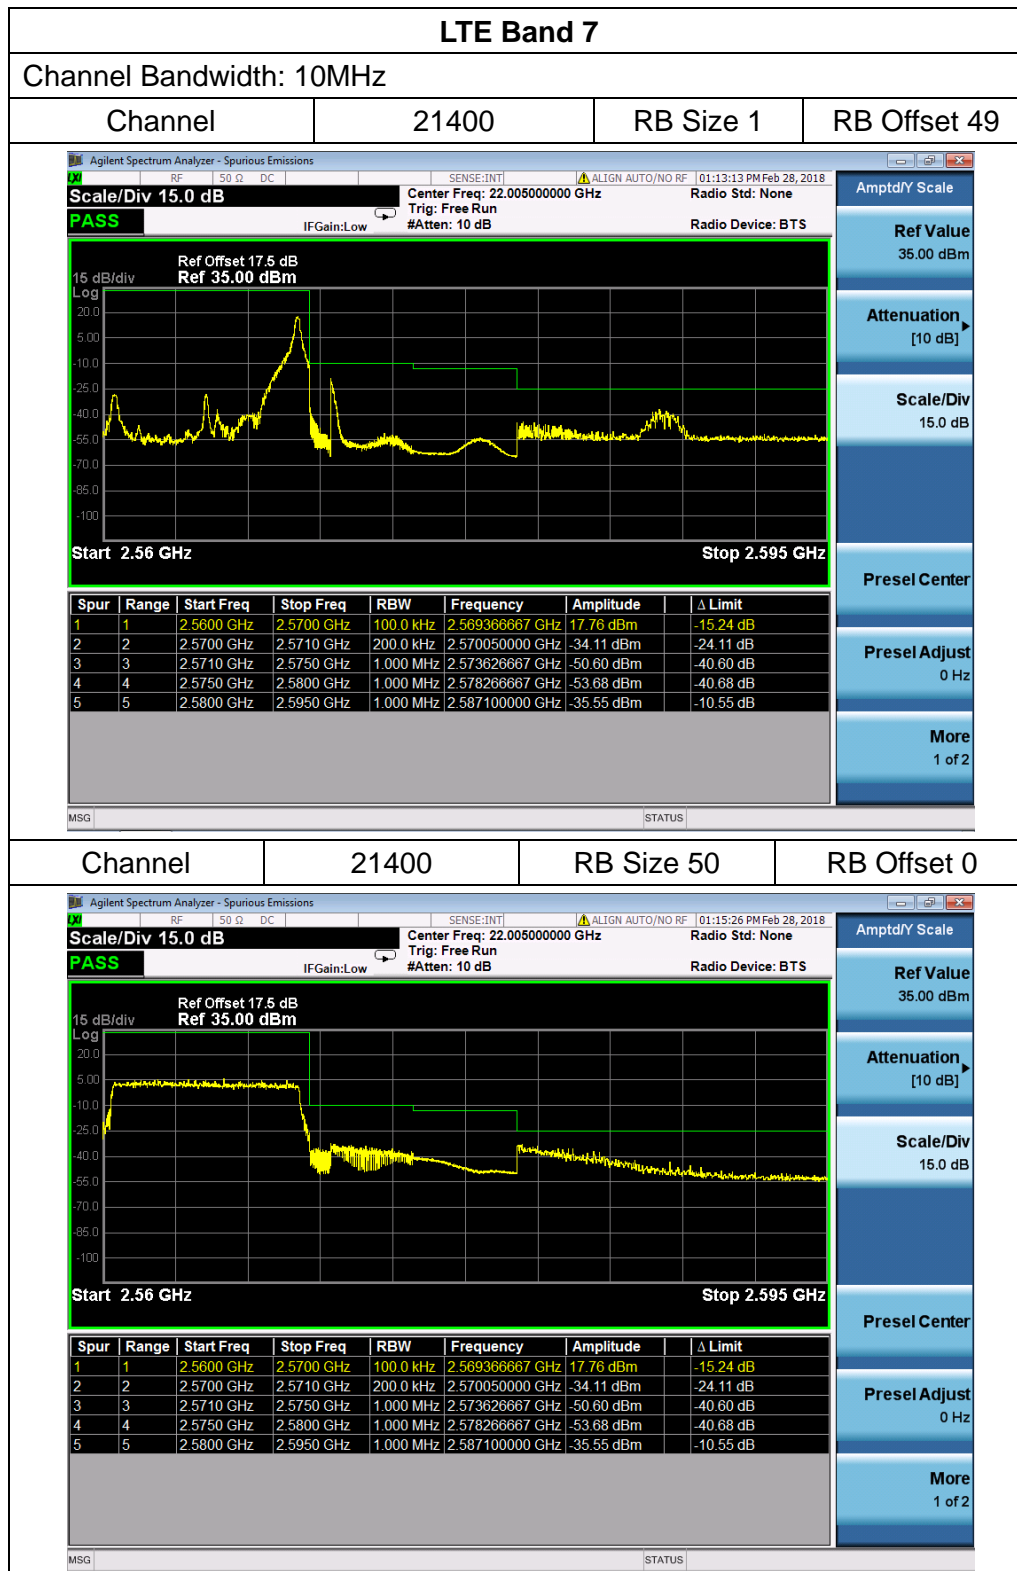 LTE Band 7
Channel Bandwidth: 10MHz
Channel 21400 RB Size 1 RB Offset 49
Agilent Spectrum Analyzer - Spurious Emissions
LXI RF 50 Ω DC SENSE:INT ALIGN AUTO/NO RF 01:13:13 PM Feb 28, 2018
Scale/Div 15.0 dB Center Freq: 22.005000000 GHz Radio Std: None
Trig: Free Run
PASS IFGain:Low #Atten: 10 dB Radio Device: BTS
Ref Offset 17.5 dB
15 dB/div Ref 35.00 dBm
Log
20.0
5.00
-10.0
-25.0
-40.0
-55.0
-70.0
-85.0
-100
Start 2.56 GHz Stop 2.595 GHz
Spur Range Start Freq Stop Freq RBW Frequency Amplitude Δ Limit
1 1 2.5600 GHz 2.5700 GHz 100.0 kHz 2.569366667 GHz 17.76 dBm -15.24 dB
2 2 2.5700 GHz 2.5710 GHz 200.0 kHz 2.570050000 GHz -34.11 dBm -24.11 dB
3 3 2.5710 GHz 2.5750 GHz 1.000 MHz 2.573626667 GHz -50.60 dBm -40.60 dB
4 4 2.5750 GHz 2.5800 GHz 1.000 MHz 2.578266667 GHz -53.68 dBm -40.68 dB
5 5 2.5800 GHz 2.5950 GHz 1.000 MHz 2.587100000 GHz -35.55 dBm -10.55 dB
MSG STATUS
Amptd/Y Scale
Ref Value
35.00 dBm
Attenuation
[10 dB]
Scale/Div
15.0 dB
Presel Center
Presel Adjust
0 Hz
More
1 of 2
Channel 21400 RB Size 50 RB Offset 0
Agilent Spectrum Analyzer - Spurious Emissions
LXI RF 50 Ω DC SENSE:INT ALIGN AUTO/NO RF 01:15:26 PM Feb 28, 2018
Scale/Div 15.0 dB Center Freq: 22.005000000 GHz Radio Std: None
Trig: Free Run
PASS IFGain:Low #Atten: 10 dB Radio Device: BTS
Ref Offset 17.5 dB
15 dB/div Ref 35.00 dBm
Log
20.0
5.00
-10.0
-25.0
-40.0
-55.0
-70.0
-85.0
-100
Start 2.56 GHz Stop 2.595 GHz
Spur Range Start Freq Stop Freq RBW Frequency Amplitude Δ Limit
1 1 2.5600 GHz 2.5700 GHz 100.0 kHz 2.569366667 GHz 17.76 dBm -15.24 dB
2 2 2.5700 GHz 2.5710 GHz 200.0 kHz 2.570050000 GHz -34.11 dBm -24.11 dB
3 3 2.5710 GHz 2.5750 GHz 1.000 MHz 2.573626667 GHz -50.60 dBm -40.60 dB
4 4 2.5750 GHz 2.5800 GHz 1.000 MHz 2.578266667 GHz -53.68 dBm -40.68 dB
5 5 2.5800 GHz 2.5950 GHz 1.000 MHz 2.587100000 GHz -35.55 dBm -10.55 dB
MSG STATUS
Amptd/Y Scale
Ref Value
35.00 dBm
Attenuation
[10 dB]
Scale/Div
15.0 dB
Presel Center
Presel Adjust
0 Hz
More
1 of 2